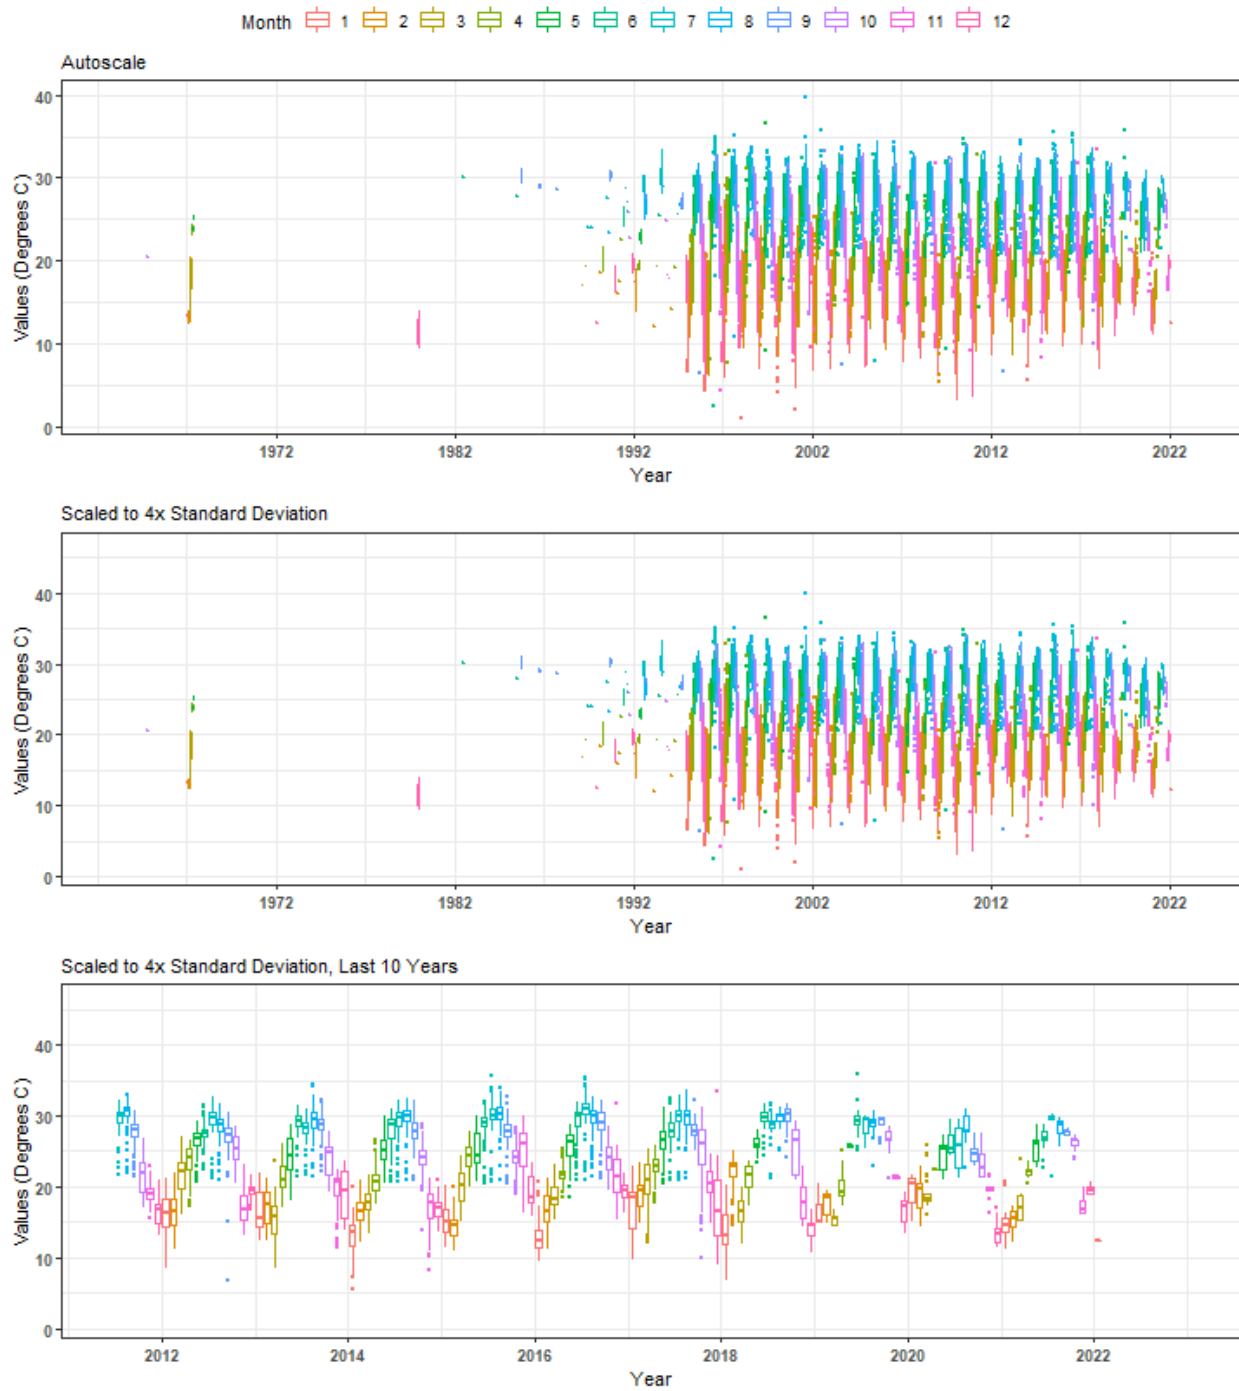 Month 1 2 3 4 5 6 7 8 9 10 11 12
Autoscale
Values (Degrees C)
40
30
20
10
0
1972 1982 1992 2002 2012 2022
Year
Scaled to 4x Standard Deviation
Values (Degrees C)
40
30
20
10
0
1972 1982 1992 2002 2012 2022
Year
Scaled to 4x Standard Deviation, Last 10 Years
Values (Degrees C)
40
30
20
10
0
2012 2014 2016 2018 2020 2022
Year